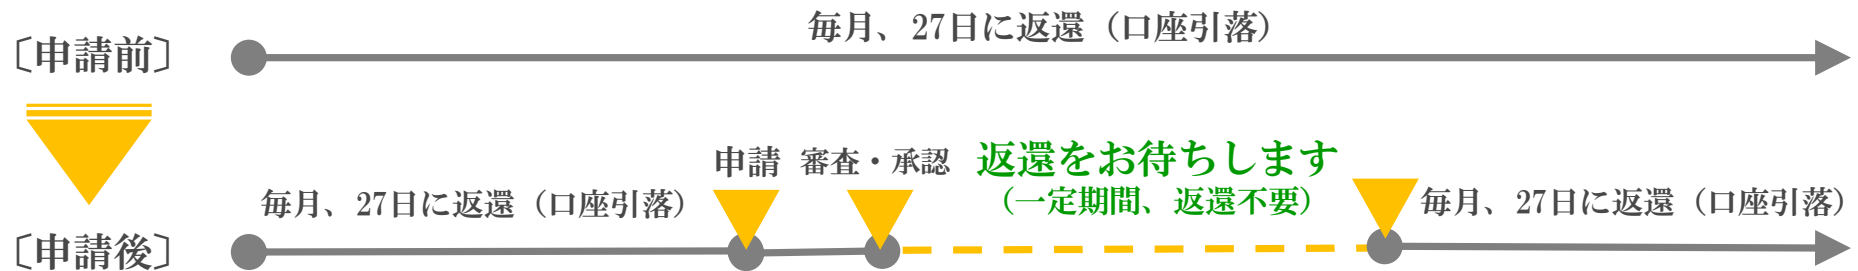 毎月、27日に返還（口座引落）
〔申請前〕
申請 審査・承認 返還をお待ちします
（一定期間、返還不要）
毎月、27日に返還（口座引落）
毎月、27日に返還（口座引落）
〔申請後〕